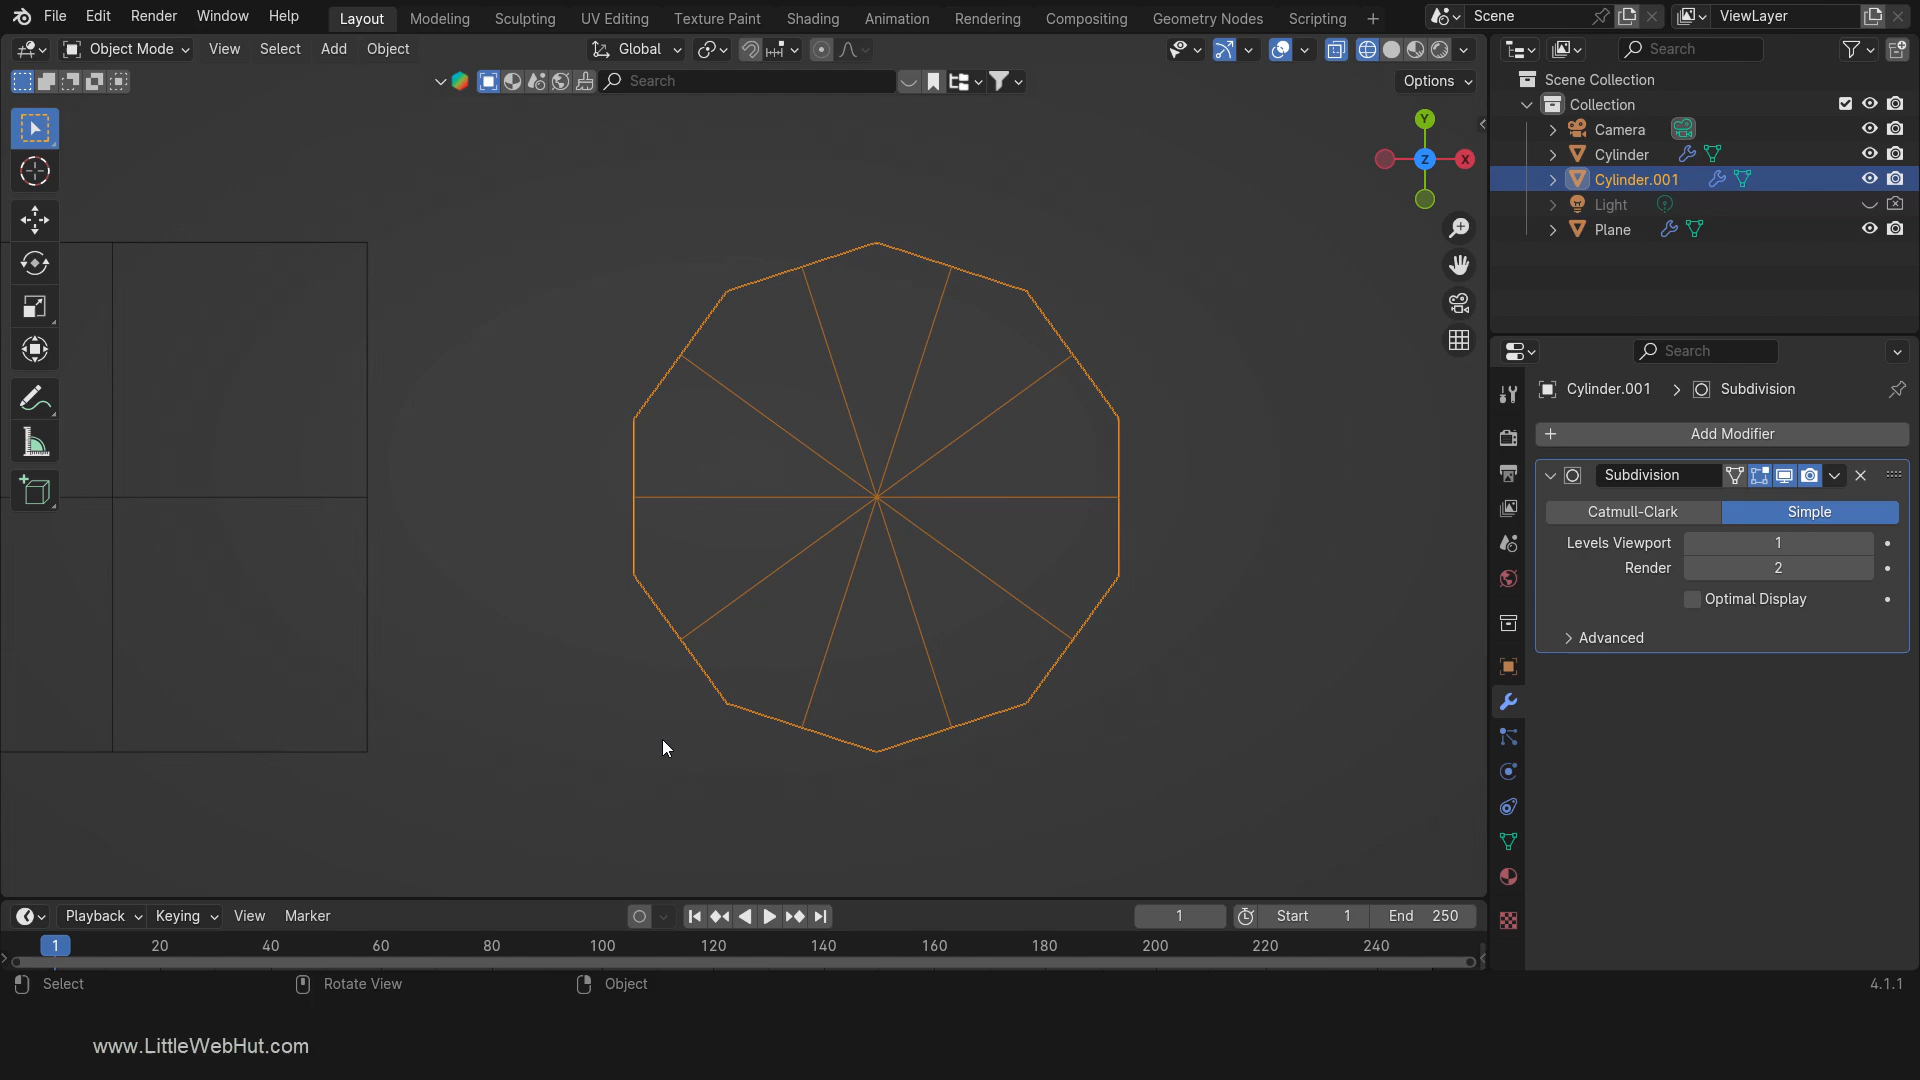 File Edit Render Window Help Layout Modeling Sculpting UV Editing Texture Paint Shading Animation Rendering Compositing Geometry Nodes Scripting + Scene ViewLayer
Object Mode View Select Add Object Global Search
Search Options
Scene Collection
Collection
Camera
Cylinder
Cylinder.001
Light
Plane
Y
Z X
Search
Cylinder.001 Subdivision
+ Add Modifier
Subdivision
Catmull-Clark Simple
Levels Viewport 1
Render 2
Optimal Display
Advanced
Playback Keying View Marker 1 Start 1 End 250
1 20 40 60 80 100 120 140 160 180 200 220 240
Select Rotate View Object 4.1.1
www.LittleWebHut.com